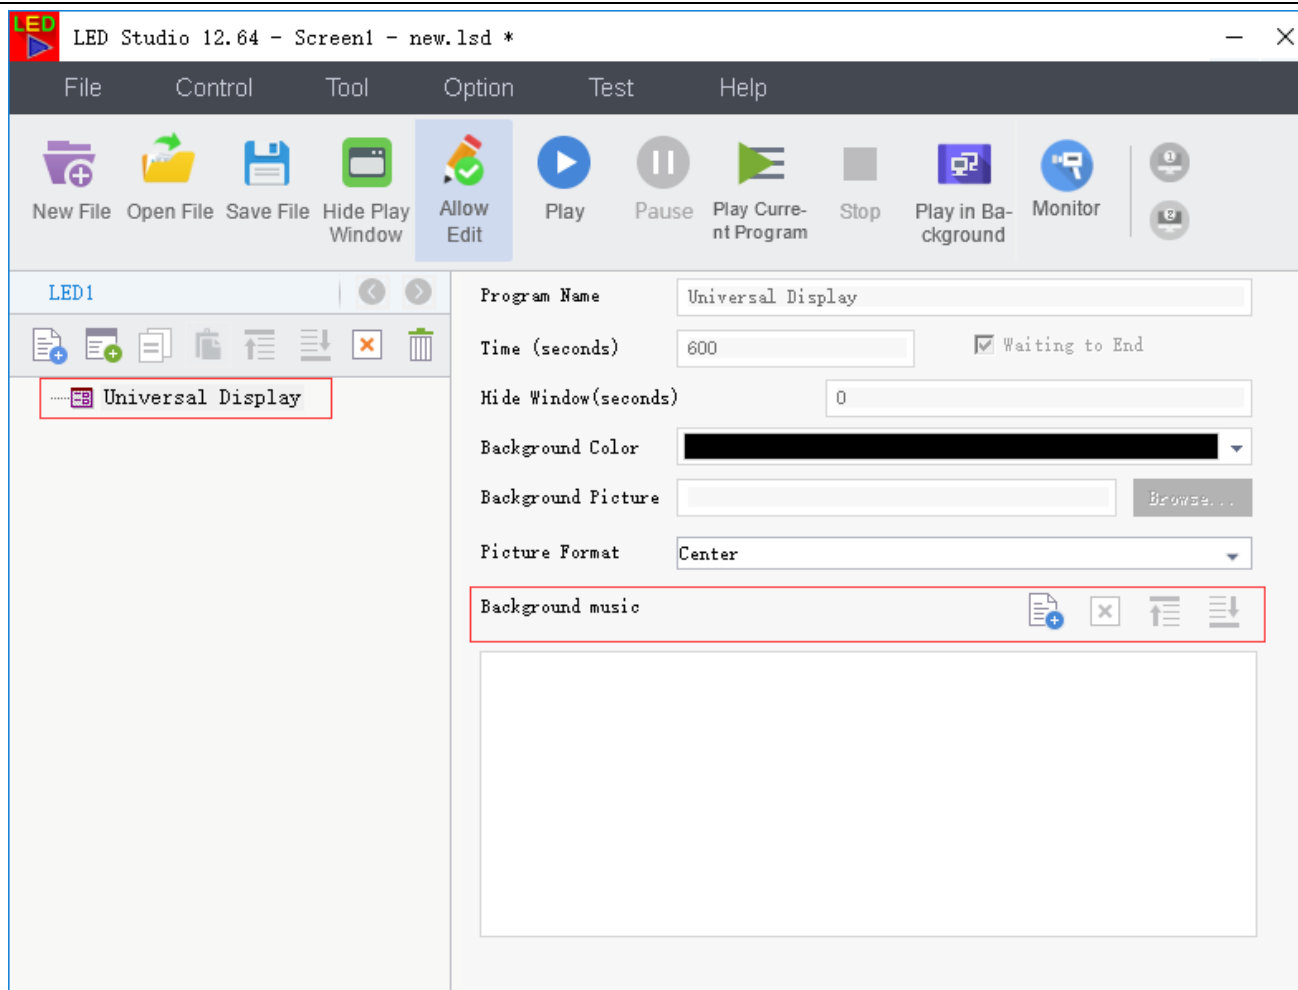 LED
LED Studio 12.64 - Screen1 - new.lsd *
File Control Tool Option Test Help
New File Open File Save File Hide Play Window Allow Edit Play Pause Play Curre-nt Program Stop Play in Ba-ckground Monitor
1
2
LED1
Universal Display
Program Name Universal Display
Time (seconds) 600 Waiting to End
Hide Window(seconds) 0
Background Color
Background Picture Browse...
Picture Format Center
Background music